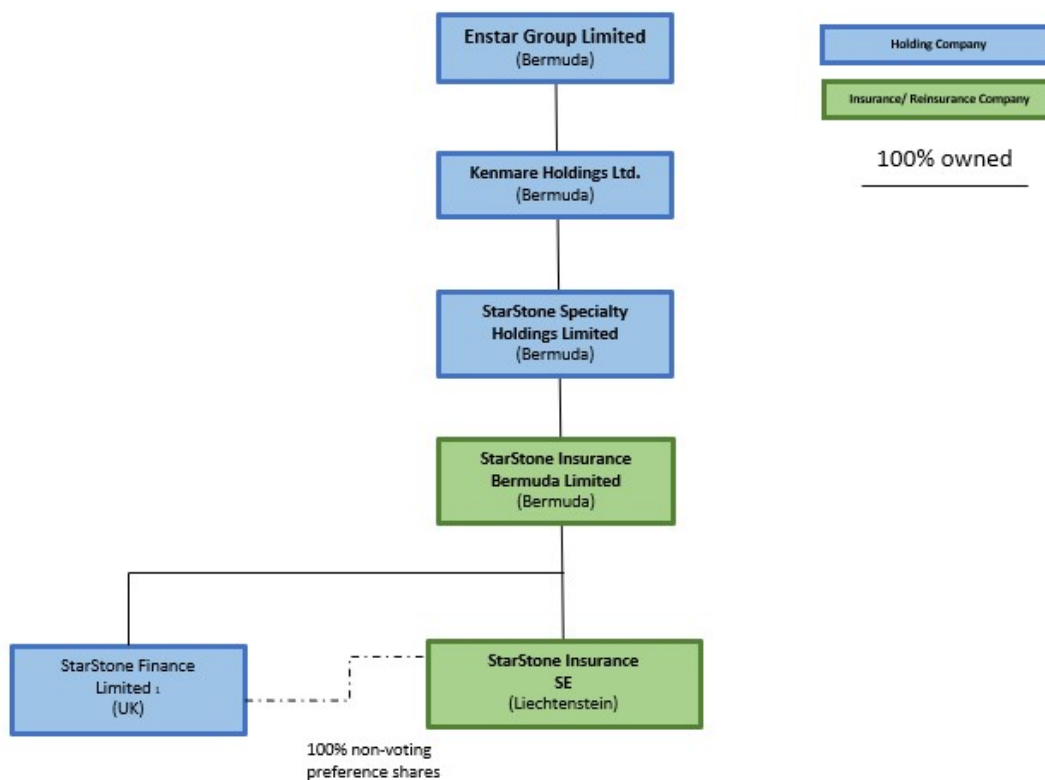 Enstar Group Limited
(Bermuda)
Holding Company
Insurance/ Reinsurance Company
100% owned
Kenmare Holdings Ltd.
(Bermuda)
StarStone Specialty
Holdings Limited
(Bermuda)
StarStone Insurance
Bermuda Limited
(Bermuda)
StarStone Finance
Limited 1
(UK)
StarStone Insurance
SE
(Liechtenstein)
100% non-voting
preference shares